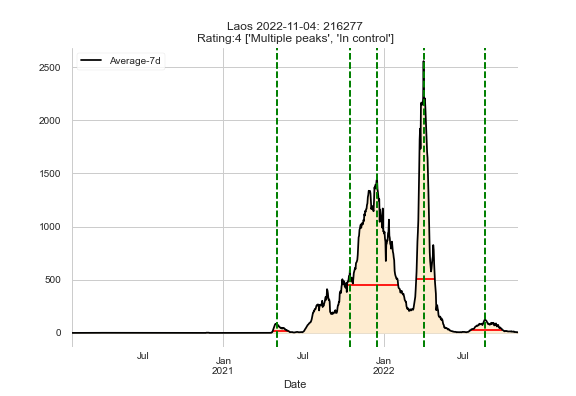 Laos 2022-11-04: 216277
Rating:4 ['Multiple peaks', 'In control']
Average-7d
2500
2000
1500
1000
500
0
Jul
Jan
2021
Jul
Jan
2022
Jul
Date